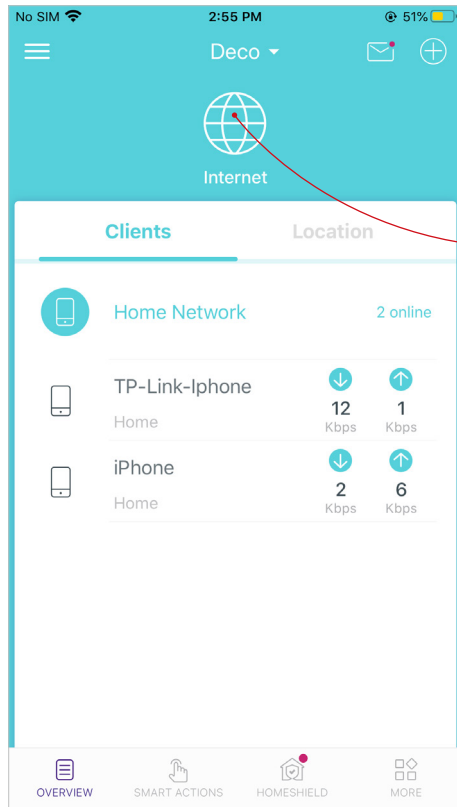 No SIM 2:55 PM 51%
Deco
Internet
Clients Location
Home Network 2 online
TP-Link-Iphone
12 1
Home Kbps Kbps
iPhone
2 6
Home Kbps Kbps
OVERVIEW SMART ACTIONS HOMESHIELD MORE